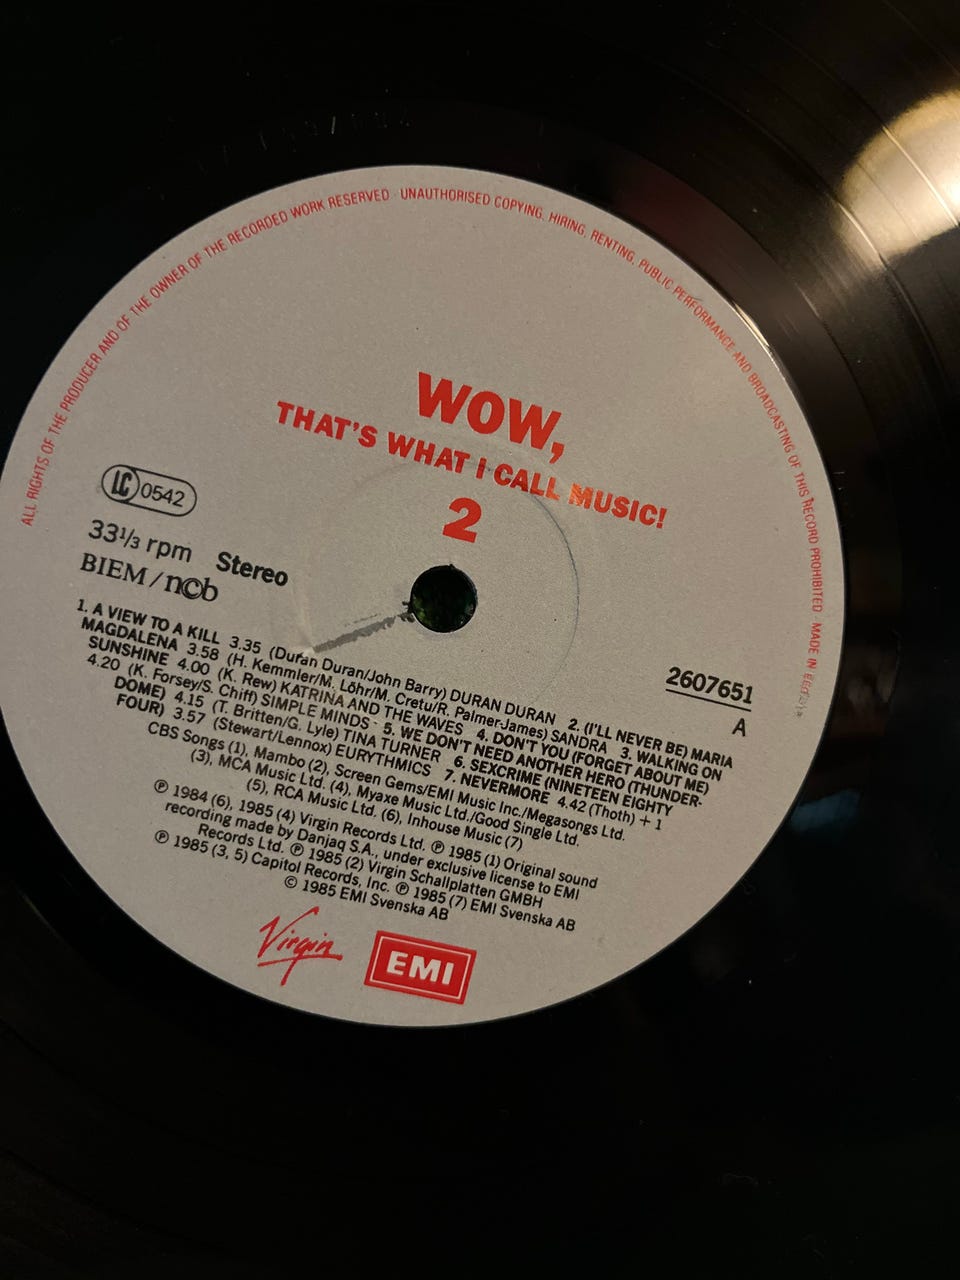 ALL RIGHTS OF THE PRODUCER AND OF THE OWNER OF THE RECORDED WORK RESERVED · UNAUTHORISED COPYING, HIRING, RENTING, PUBLIC PERFORMANCE AND BROADCASTING OF THIS RECORD PROHIBITED · MADE IN
WOW,
THAT'S WHAT I CALL MUSIC!
2
LC 0542
33 1/3 rpm Stereo
BIEM / n©b
2607651
A
1. A VIEW TO A KILL 3.35 (Duran Duran/John Barry) DURAN DURAN 2. (I'LL NEVER BE) MARIA
MAGDALENA 3.58 (H. Kemmler/M. Löhr/M. Cretu/R. Palmer-James) SANDRA 3. WALKING ON
SUNSHINE 4.00 (K. Rew) KATRINA AND THE WAVES 4. DON'T YOU (FORGET ABOUT ME)
4.20 (K. Forsey/S. Chiff) SIMPLE MINDS · 5. WE DON'T NEED ANOTHER HERO (THUNDER-
DOME) 4.15 (T. Britten/G. Lyle) TINA TURNER 6. SEXCRIME (NINETEEN EIGHTY
FOUR) 3.57 (Stewart/Lennox) EURYTHMICS 7. NEVERMORE 4.42 (Thoth) + 1
CBS Songs (1), Mambo (2), Screen Gems/EMI Music Inc./Megasongs Ltd.
(3), MCA Music Ltd. (4), Myaxe Music Ltd./Good Single Ltd.
(5), RCA Music Ltd. (6), Inhouse Music (7)
℗ 1984 (6), 1985 (4) Virgin Records Ltd. ℗ 1985 (1) Original sound
recording made by Danjaq S.A., under exclusive license to EMI
Records Ltd. ℗ 1985 (2) Virgin Schallplatten GMBH
℗ 1985 (3, 5) Capitol Records, Inc. ℗ 1985 (7) EMI Svenska AB
© 1985 EMI Svenska AB
Virgin
EMI